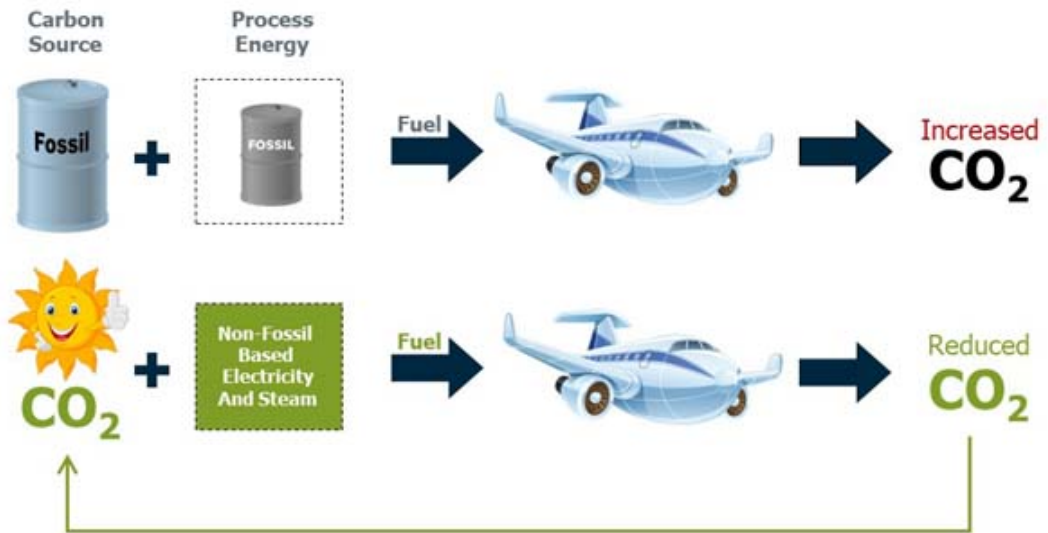 Carbon
Source
Process
Energy
Fossil
FOSSIL
Fuel
Increased
CO₂
CO₂
Non-Fossil
Based
Electricity
And Steam
Fuel
Reduced
CO₂